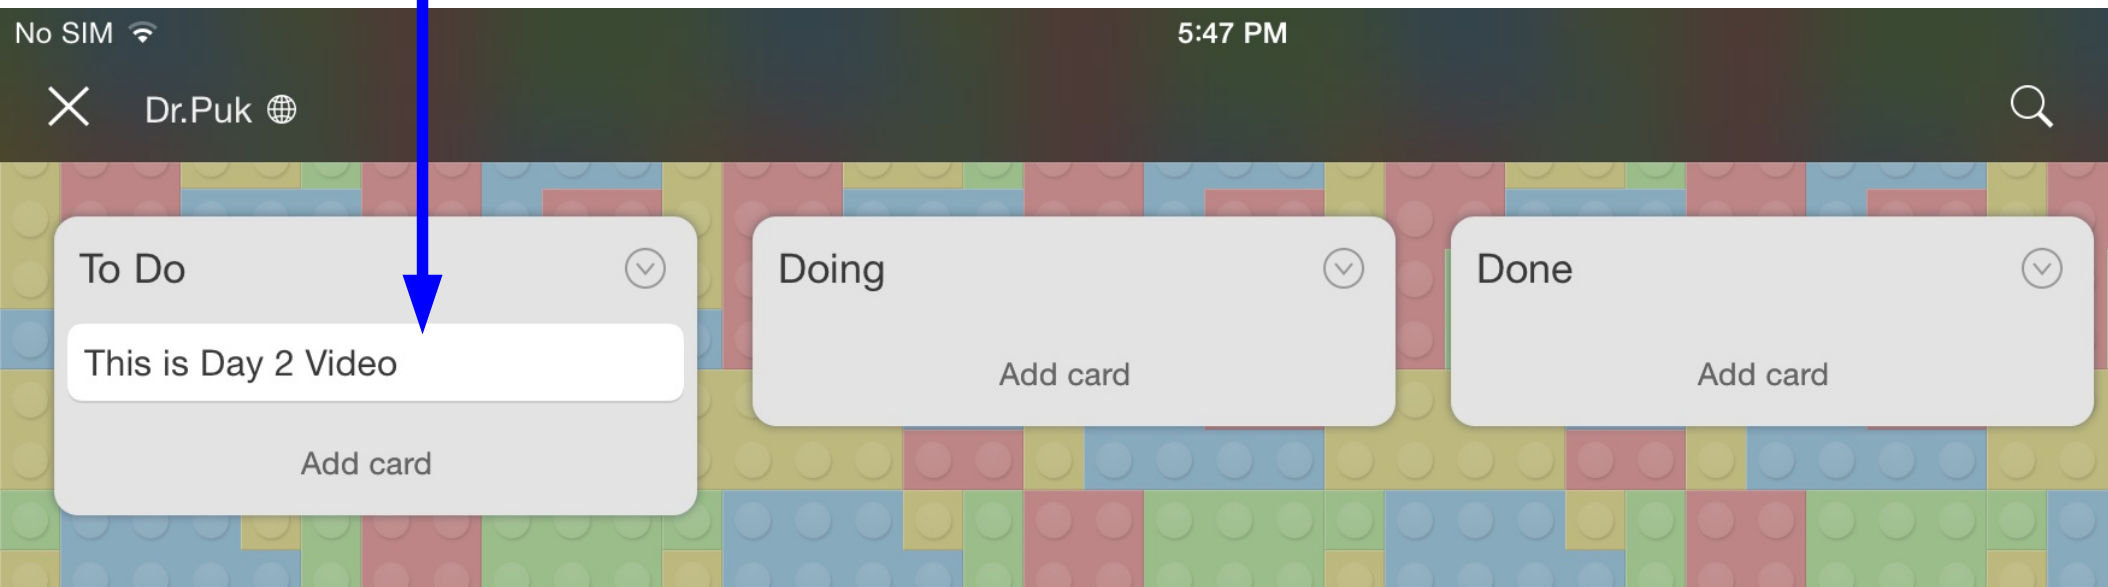 No SIM
5:47 PM
Dr.Puk
To Do
This is Day 2 Video
Add card
Doing
Add card
Done
Add card